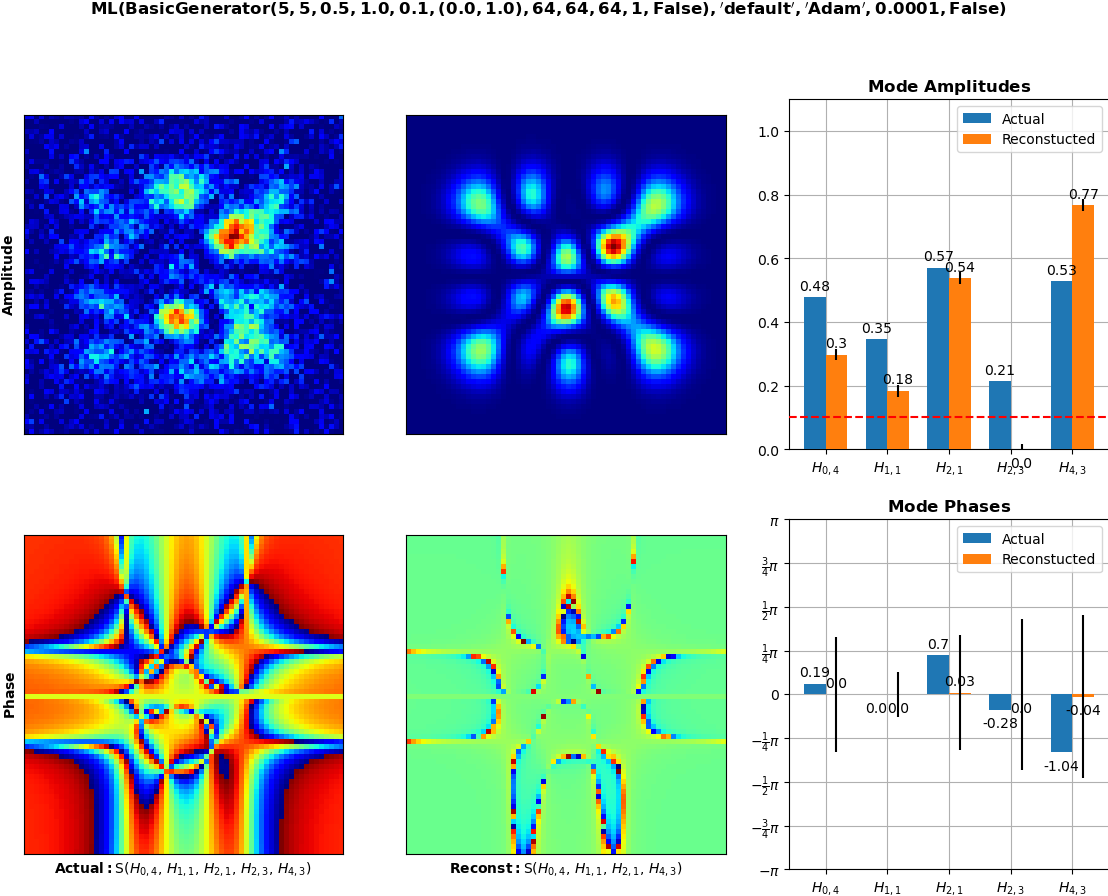 ML(BasicGenerator(5, 5, 0.5, 1.0, 0.1, (0.0, 1.0), 64, 64, 64, 1, False), 'default', 'Adam', 0.0001, False)
Amplitude
Mode Amplitudes
Actual
Reconstucted
1.0
0.8
0.6
0.4
0.2
0.0
0.48
0.3
0.35
0.18
0.57
0.54
0.21
0.0
0.53
0.77
H0,4 H1,1 H2,1 H2,3 H4,3
Phase
Actual: S(H0,4, H1,1, H2,1, H2,3, H4,3)
Reconst: S(H0,4, H1,1, H2,1, H4,3)
Mode Phases
Actual
Reconstucted
π
3/4π
1/2π
1/4π
0
−1/4π
−1/2π
−3/4π
−π
0.19
0.0
0.0
0.0
0.7
0.03
-0.28
0.0
-1.04
-0.04
H0,4 H1,1 H2,1 H2,3 H4,3